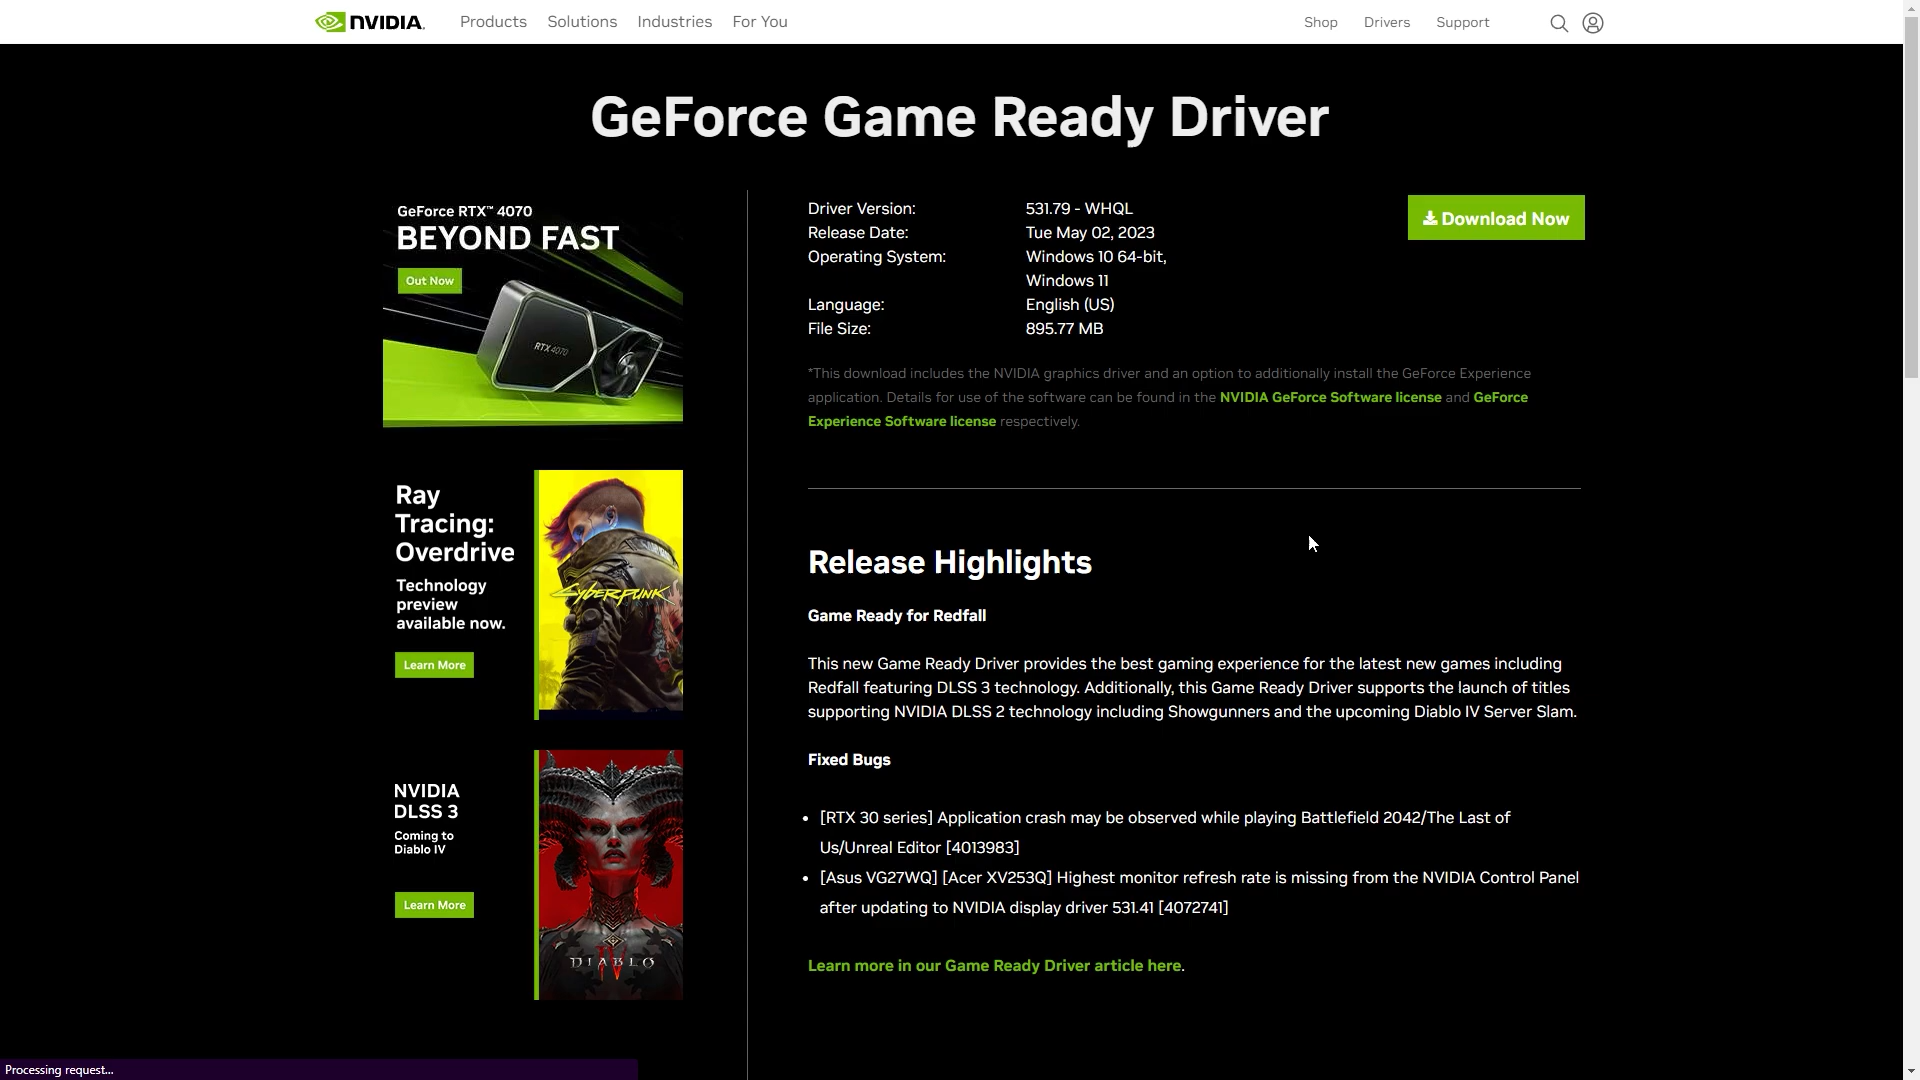 NVIDIA.
Products Solutions Industries For You
Shop Drivers Support
GeForce Game Ready Driver
GeForce RTX™ 4070
BEYOND FAST
Out Now
RTX 4070
Ray
Tracing:
Overdrive
Technology
preview
available now.
Learn More
Cyberpunk
NVIDIA
DLSS 3
Coming to
Diablo IV
Learn More
DIABLO
IV
Driver Version: 531.79 - WHQL
Release Date: Tue May 02, 2023
Operating System: Windows 10 64-bit,
Windows 11
Language: English (US)
File Size: 895.77 MB
Download Now
*This download includes the NVIDIA graphics driver and an option to additionally install the GeForce Experience
application. Details for use of the software can be found in the NVIDIA GeForce Software license and GeForce
Experience Software license respectively.
Release Highlights
Game Ready for Redfall
This new Game Ready Driver provides the best gaming experience for the latest new games including
Redfall featuring DLSS 3 technology. Additionally, this Game Ready Driver supports the launch of titles
supporting NVIDIA DLSS 2 technology including Showgunners and the upcoming Diablo IV Server Slam.
Fixed Bugs
• [RTX 30 series] Application crash may be observed while playing Battlefield 2042/The Last of
Us/Unreal Editor [4013983]
• [Asus VG27WQ] [Acer XV253Q] Highest monitor refresh rate is missing from the NVIDIA Control Panel
after updating to NVIDIA display driver 531.41 [4072741]
Learn more in our Game Ready Driver article here.
Processing request...